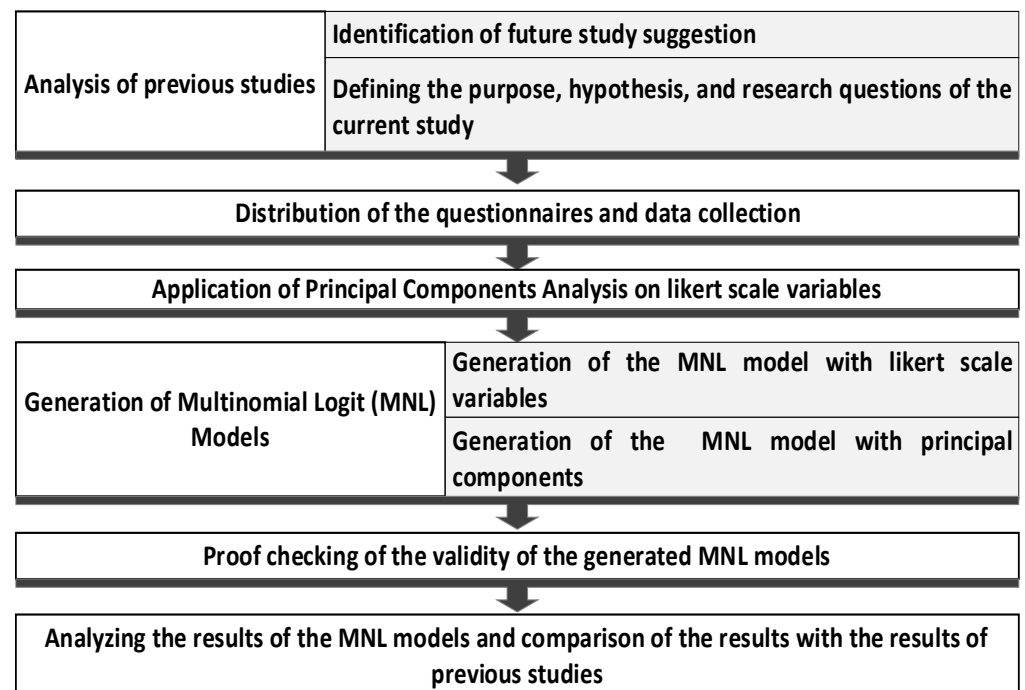 Analysis of previous studies
Identification of future study suggestion
Defining the purpose, hypothesis, and research questions of the
current study
Distribution of the questionnaires and data collection
Application of Principal Components Analysis on likert scale variables
Generation of Multinomial Logit (MNL)
Models
Generation of the MNL model with likert scale
variables
Generation of the MNL model with principal
components
Proof checking of the validity of the generated MNL models
Analyzing the results of the MNL models and comparison of the results with the results of
previous studies